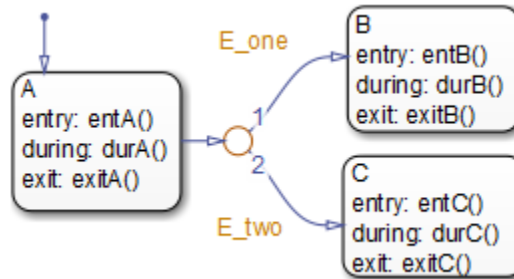 A
entry: entA()
during: durA()
exit: exitA()
E_one
1
2
E_two
B
entry: entB()
during: durB()
exit: exitB()
C
entry: entC()
during: durC()
exit: exitC()